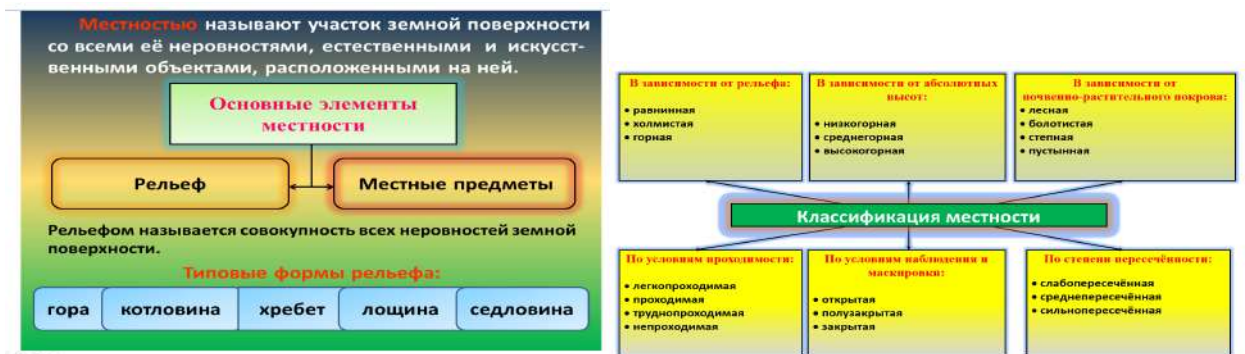 Местностью называют участок земной поверхности
со всеми её неровностями, естественными и искусст-
венными объектами, расположенными на ней.
Основные элементы
местности
Рельеф
Местные предметы
Рельефом называется совокупность всех неровностей земной
поверхности.
Типовые формы рельефа:
гора
котловина
хребет
лощина
седловина
В зависимости от рельефа:
• равнинная
• холмистая
• горная
В зависимости от абсолютных
высот:
• низкогорная
• среднегорная
• высокогорная
В зависимости от
почвенно-растительного покрова:
• лесная
• болотистая
• степная
• пустынная
Классификация местности
По условиям проходимости:
• легкопроходимая
• проходимая
• труднопроходимая
• непроходимая
По условиям наблюдения и
маскировки:
• открытая
• полузакрытая
• закрытая
По степени пересечённости:
• слабопересечённая
• среднепересечённая
• сильнопересечённая